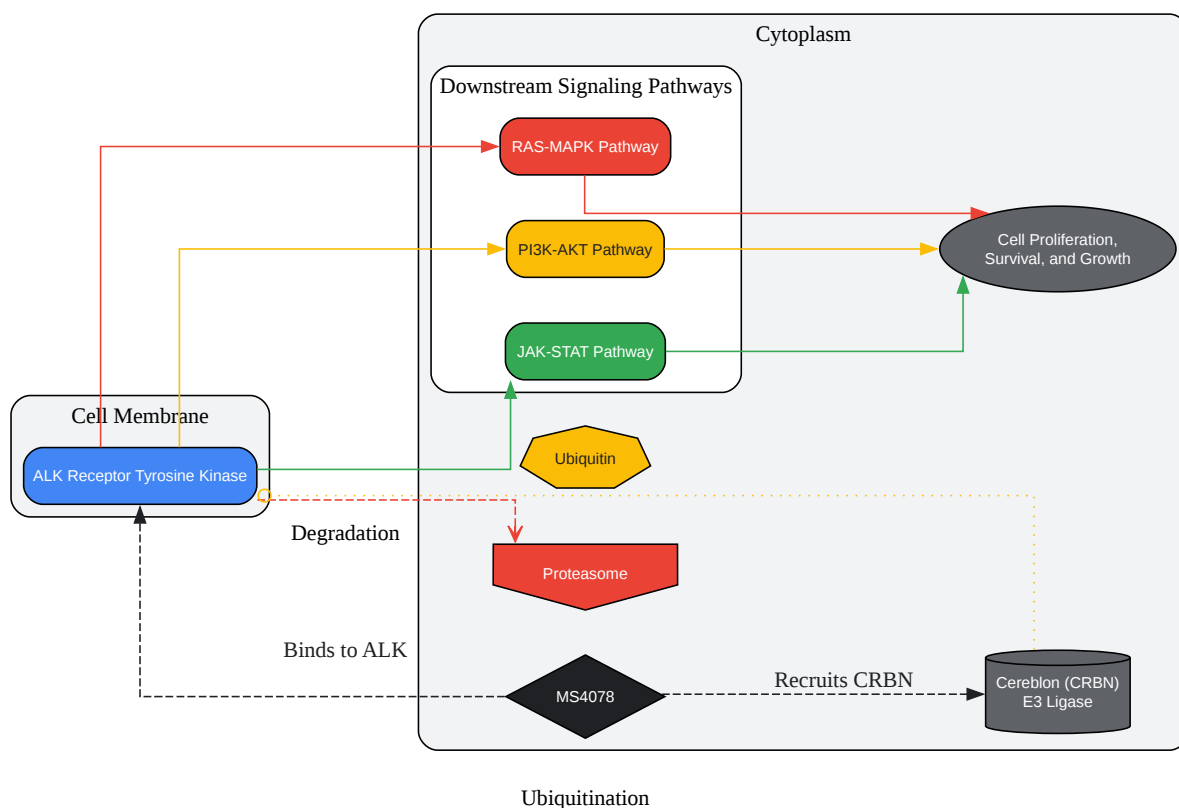 Cytoplasm
Downstream Signaling Pathways
RAS-MAPK Pathway
PI3K-AKT Pathway
Cell Proliferation,
Survival, and Growth
JAK-STAT Pathway
Cell Membrane
ALK Receptor Tyrosine Kinase
Ubiquitin
Degradation
Proteasome
Binds to ALK
MS4078
Recruits CRBN
Cereblon (CRBN)
E3 Ligase
Ubiquitination